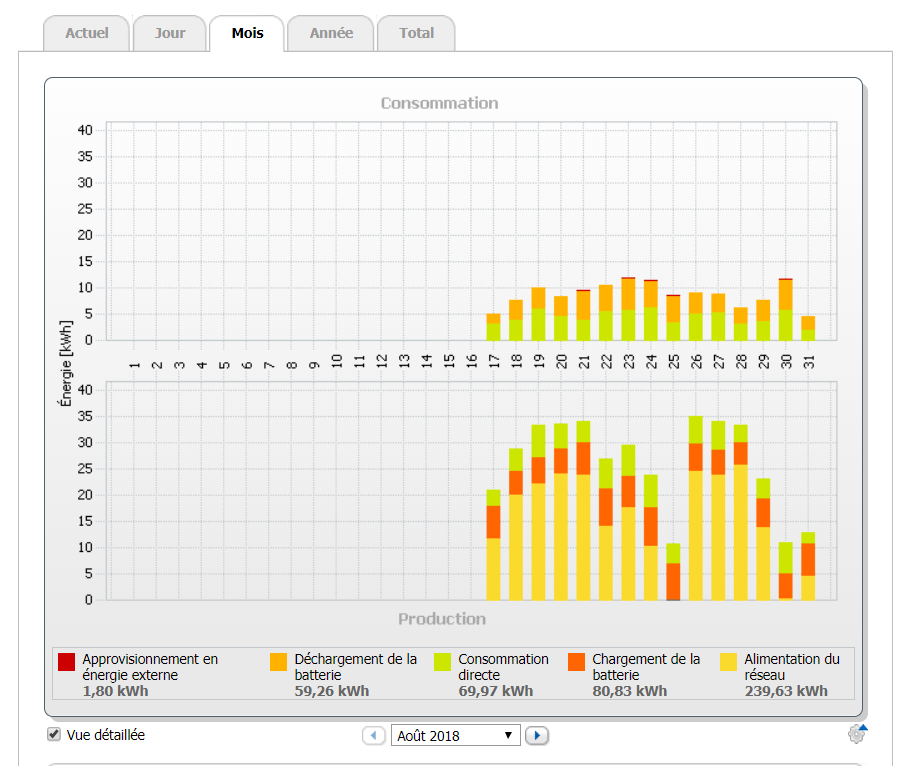 Actuel Jour Mois Année Total
Consommation
40
35
30
25
20
15
10
5
0
Énergie [kWh]
1 2 3 4 5 6 7 8 9 10 11 12 13 14 15 16 17 18 19 20 21 22 23 24 25 26 27 28 29 30 31
40
35
30
25
20
15
10
5
0
Production
Approvisionnement en
énergie externe
1,80 kWh
Déchargement de la
batterie
59,26 kWh
Consommation
directe
69,97 kWh
Chargement de la
batterie
80,83 kWh
Alimentation du
réseau
239,63 kWh
Vue détaillée
Août 2018